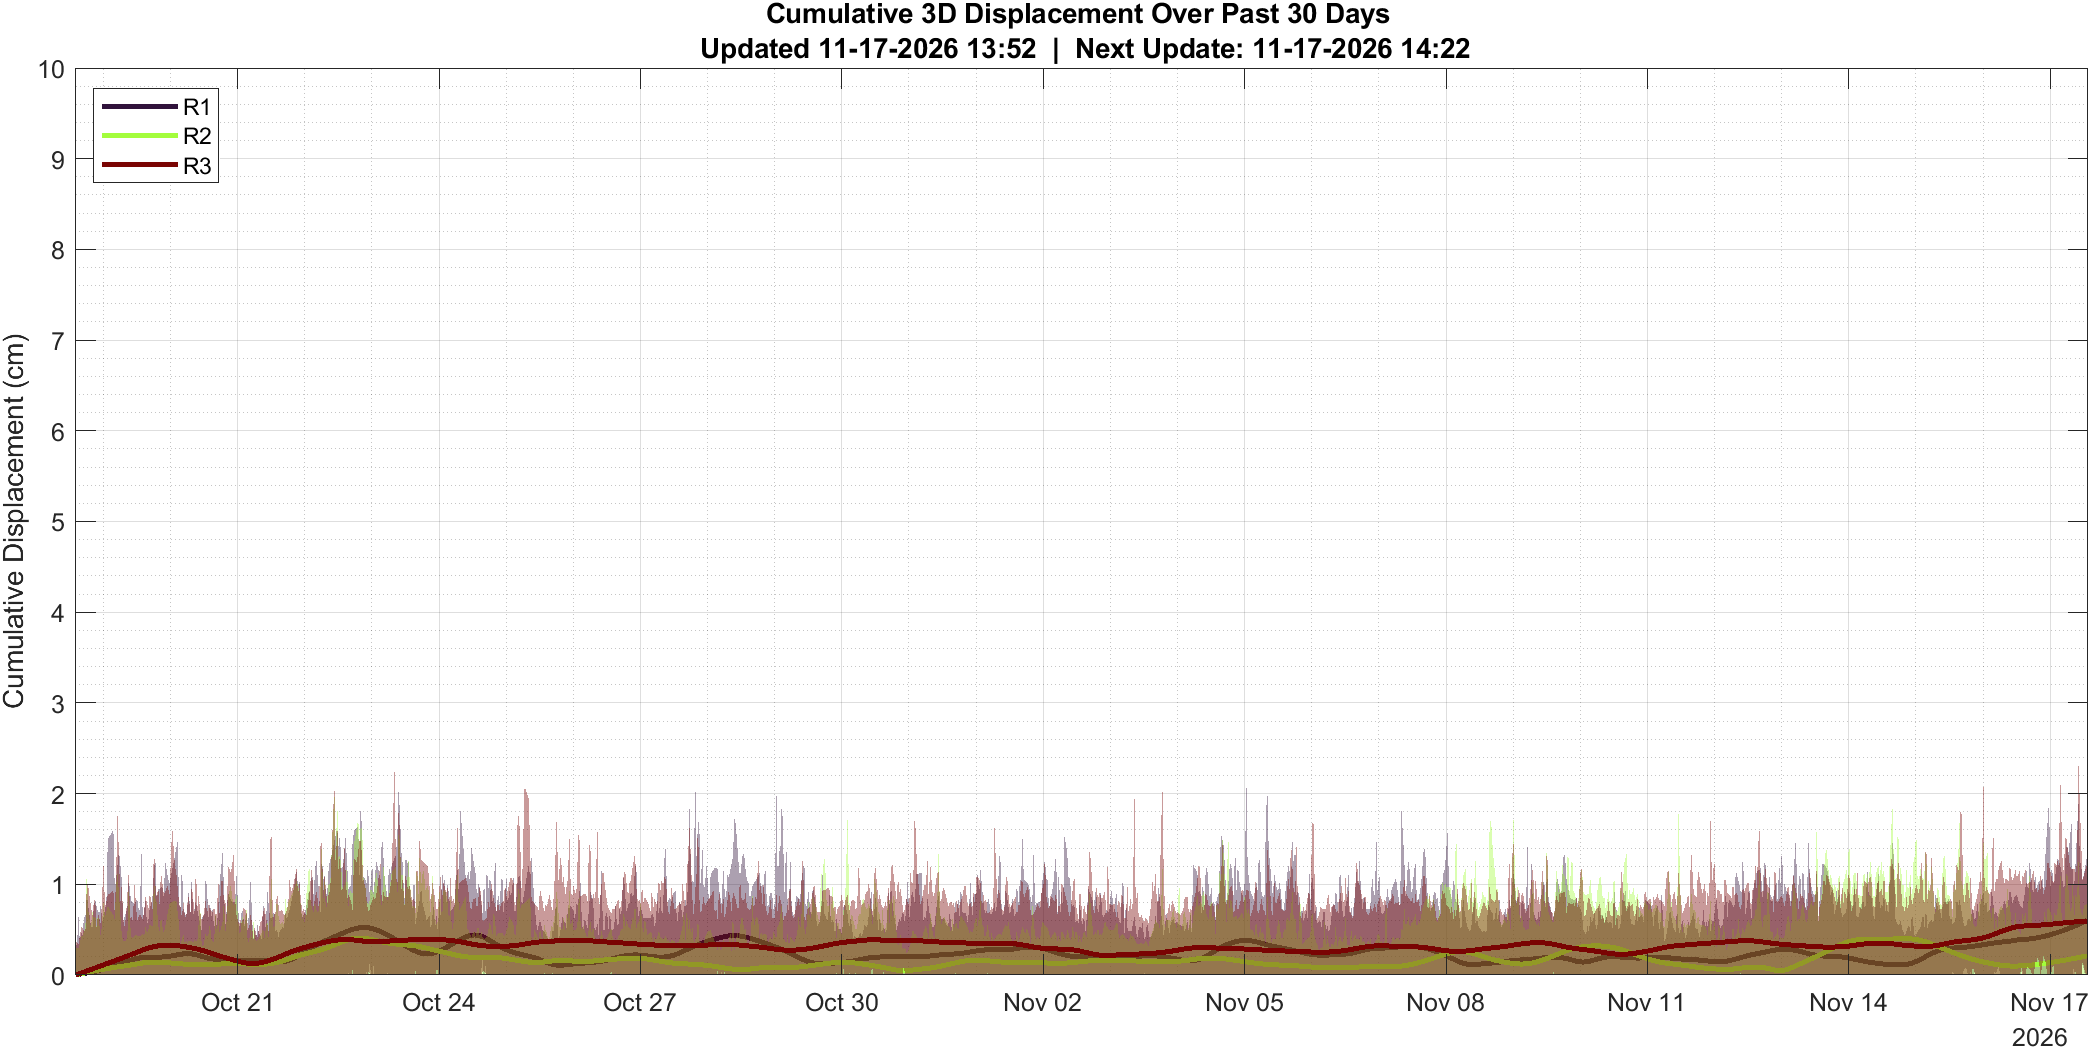 Cumulative 3D Displacement Over Past 30 Days
Updated 11-17-2026 13:52 | Next Update: 11-17-2026 14:22
R1
R2
R3
Cumulative Displacement (cm)
10
9
8
7
6
5
4
3
2
1
0
Oct 21 Oct 24 Oct 27 Oct 30 Nov 02 Nov 05 Nov 08 Nov 11 Nov 14 Nov 17
2026